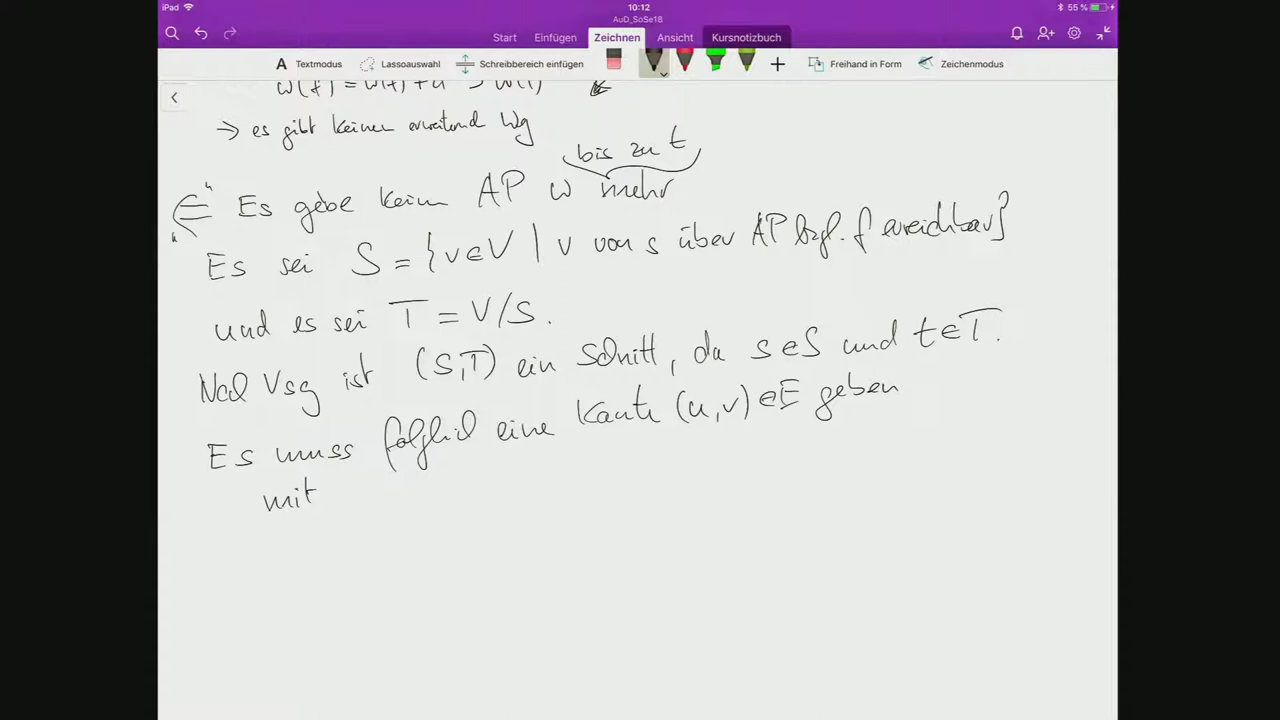 iPad
10:12
55 %
AuD_SoSe18
Start Einfügen Zeichnen Ansicht Kursnotizbuch
A Textmodus Lassoauswahl Schreibbereich einfügen Freihand in Form Zeichenmodus
→ es gibt keinen erweiternd Weg
bis zu t
"⇐" Es gebe keinen AP w mehr
Es sei S = {v∈V | v von s über AP bzgl. f erreichbar}
und es sei T = V/S.
Nach Vssg ist (S,T) ein Schnitt, da s∈S und t∈T.
Es muss folglich eine Kante (u,v)∈E geben
mit